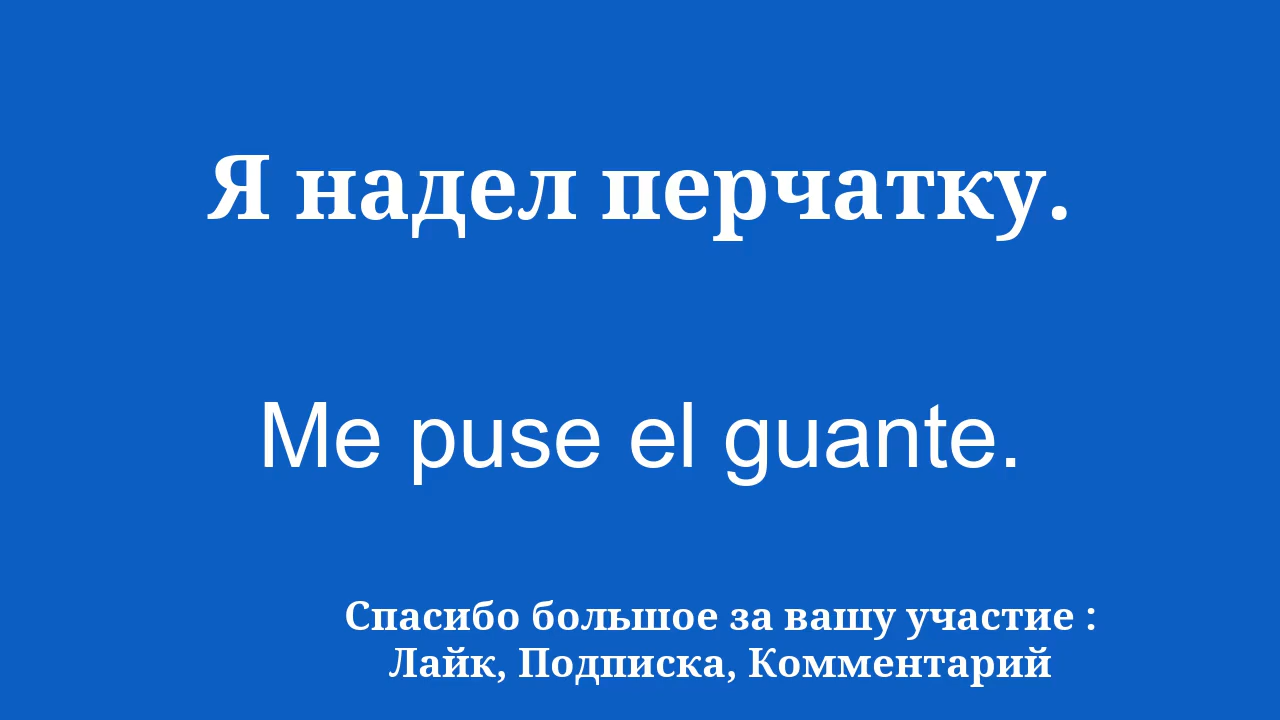 Я надел перчатку.
Me puse el guante.
Спасибо большое за вашу участие :
Лайк, Подписка, Комментарий